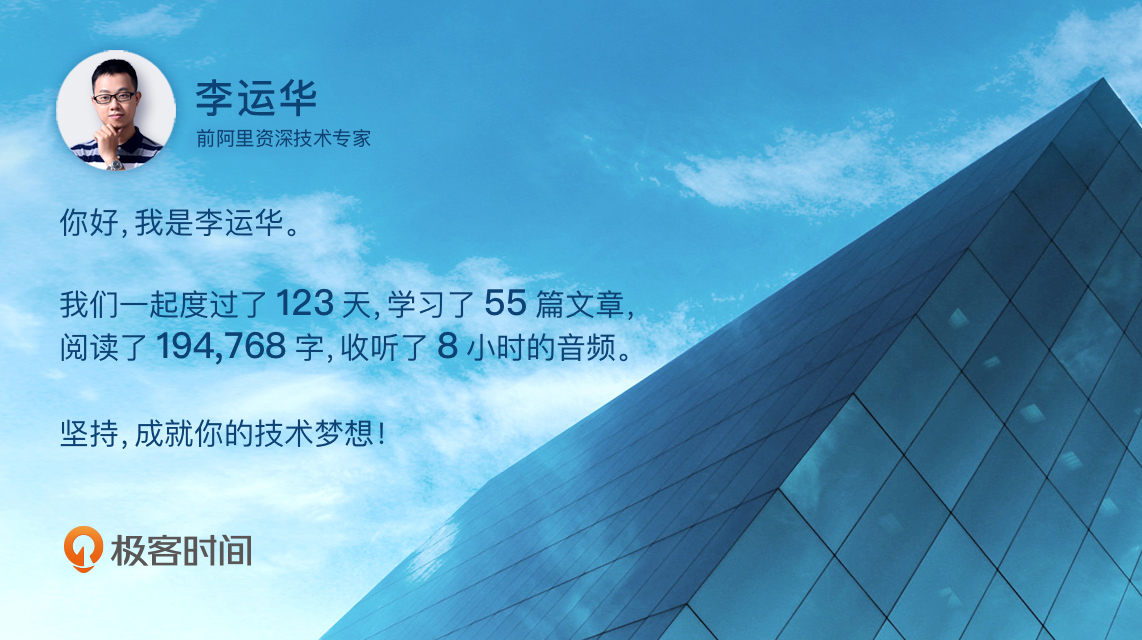 李运华
前阿里资深技术专家
你好,我是李运华。
我们一起度过了 123 天,学习了 55 篇文章,
阅读了 194,768 字,收听了 8 小时的音频。
坚持,成就你的技术梦想!
极客时间